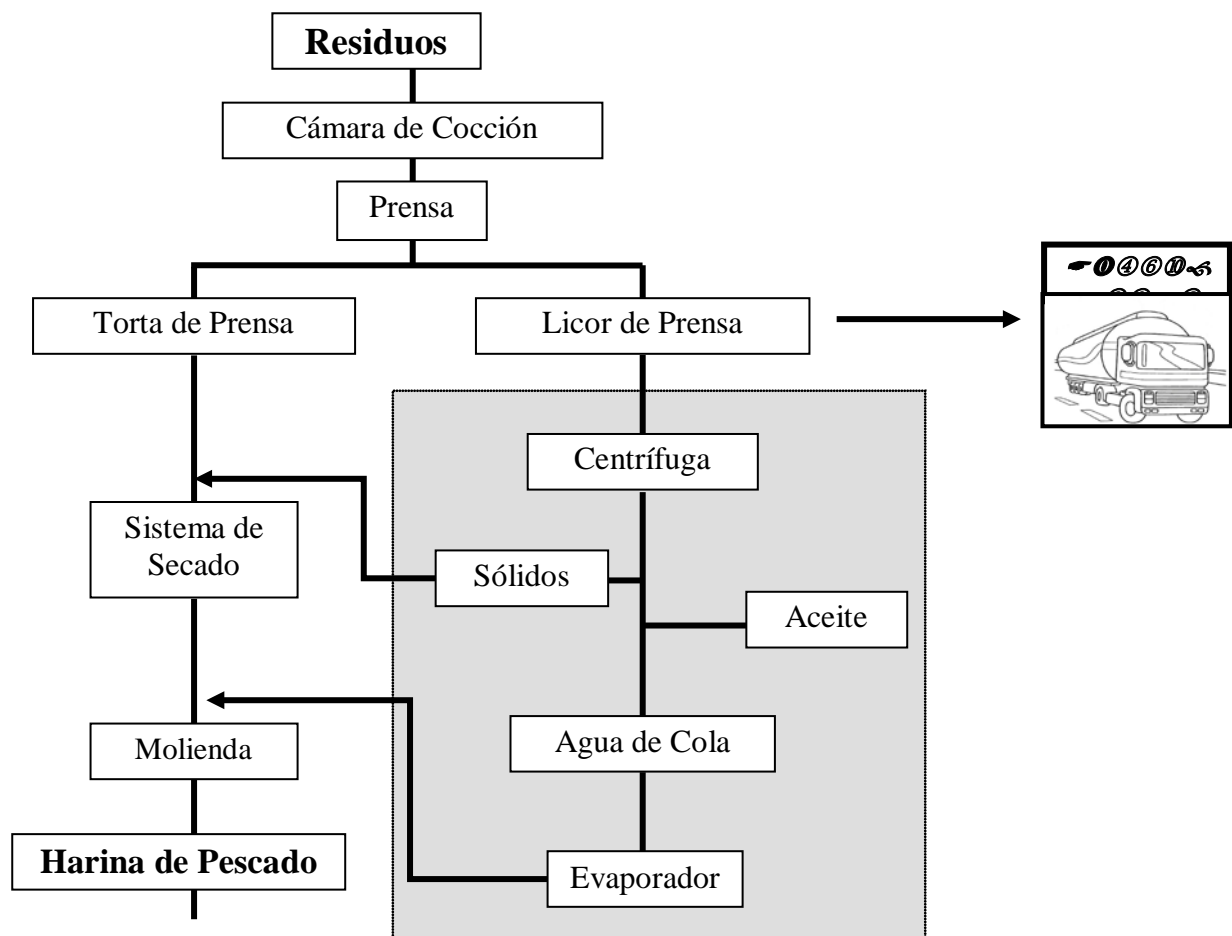 Residuos
Cámara de Cocción
Prensa
Torta de Prensa
Licor de Prensa
Centrífuga
Sistema de
Secado
Sólidos
Aceite
Molienda
Agua de Cola
Harina de Pescado
Evaporador